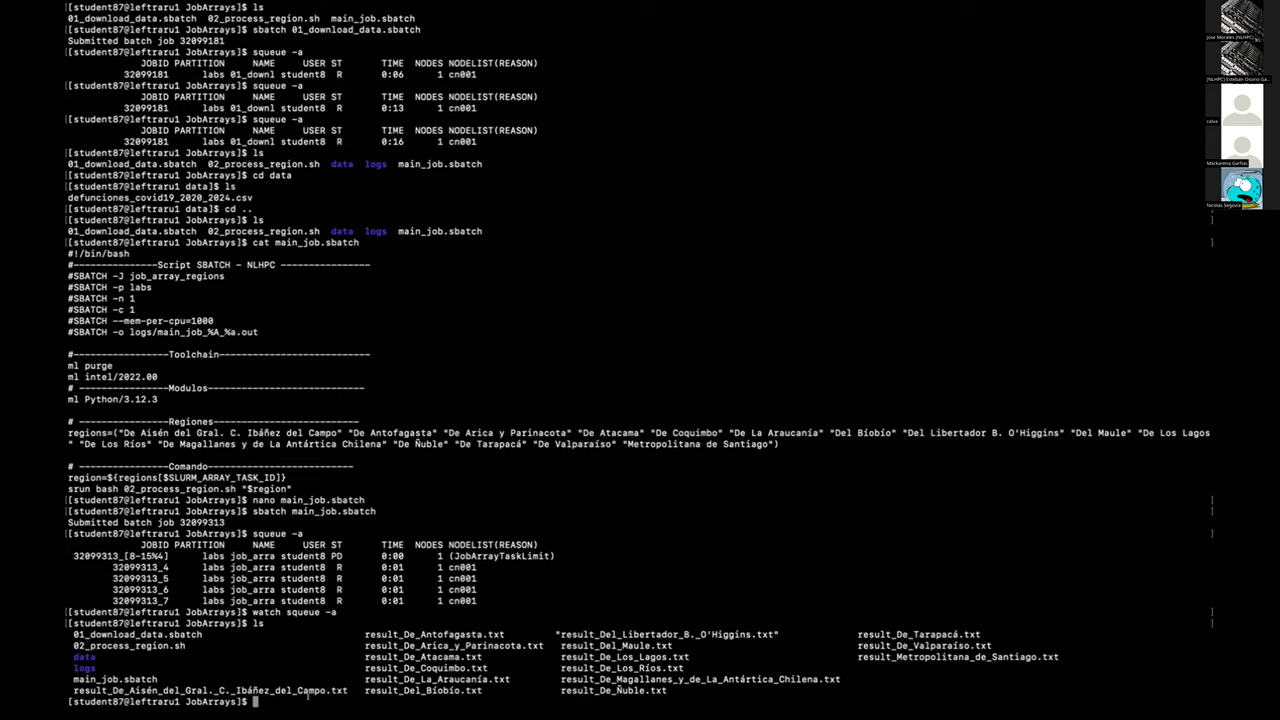 [student87@leftraru1 JobArrays]$ ls
01_download_data.sbatch  02_process_region.sh  main_job.sbatch
[student87@leftraru1 JobArrays]$ sbatch 01_download_data.sbatch
Submitted batch job 32099181
[student87@leftraru1 JobArrays]$ squeue -a
JOBID PARTITION     NAME     USER ST       TIME  NODES NODELIST(REASON)
32099181      labs 01_downl student8  R       0:06      1 cn001
[student87@leftraru1 JobArrays]$ squeue -a
JOBID PARTITION     NAME     USER ST       TIME  NODES NODELIST(REASON)
32099181      labs 01_downl student8  R       0:13      1 cn001
[student87@leftraru1 JobArrays]$ squeue -a
JOBID PARTITION     NAME     USER ST       TIME  NODES NODELIST(REASON)
32099181      labs 01_downl student8  R       0:16      1 cn001
[student87@leftraru1 JobArrays]$ ls
01_download_data.sbatch  02_process_region.sh  data  logs  main_job.sbatch
[student87@leftraru1 JobArrays]$ cd data
[student87@leftraru1 data]$ ls
defunciones_covid19_2020_2024.csv
[student87@leftraru1 data]$ cd ..
[student87@leftraru1 JobArrays]$ ls
01_download_data.sbatch  02_process_region.sh  data  logs  main_job.sbatch
[student87@leftraru1 JobArrays]$ cat main_job.sbatch
#!/bin/bash
#---------------Script SBATCH - NLHPC ----------------
#SBATCH -J job_array_regions
#SBATCH -p labs
#SBATCH -n 1
#SBATCH -c 1
#SBATCH --mem-per-cpu=1000
#SBATCH -o logs/main_job_%A_%a.out
#-----------------Toolchain---------------------------
ml purge
ml intel/2022.00
# ----------------Modulos----------------------------
ml Python/3.12.3
# ----------------Regiones--------------------------
regions=("De Aisén del Gral. C. Ibáñez del Campo" "De Antofagasta" "De Arica y Parinacota" "De Atacama" "De Coquimbo" "De La Araucanía" "Del Bíobío" "Del Libertador B. O'Higgins" "Del Maule" "De Los Lagos
" "De Los Ríos" "De Magallanes y de La Antártica Chilena" "De Ñuble" "De Tarapacá" "De Valparaíso" "Metropolitana de Santiago")
# ----------------Comando--------------------------
region=${regions[$SLURM_ARRAY_TASK_ID]}
srun bash 02_process_region.sh "$region"
[student87@leftraru1 JobArrays]$ nano main_job.sbatch
[student87@leftraru1 JobArrays]$ sbatch main_job.sbatch
Submitted batch job 32099313
[student87@leftraru1 JobArrays]$ squeue -a
JOBID PARTITION     NAME     USER ST       TIME  NODES NODELIST(REASON)
32099313_[8-15%4]      labs job_arra student8 PD       0:00      1 (JobArrayTaskLimit)
32099313_4      labs job_arra student8  R       0:01      1 cn001
32099313_5      labs job_arra student8  R       0:01      1 cn001
32099313_6      labs job_arra student8  R       0:01      1 cn001
32099313_7      labs job_arra student8  R       0:01      1 cn001
[student87@leftraru1 JobArrays]$ watch squeue -a
[student87@leftraru1 JobArrays]$ ls
01_download_data.sbatch  result_De_Antofagasta.txt  "result_Del_Libertador_B._O'Higgins.txt"  result_De_Tarapacá.txt
02_process_region.sh  result_De_Arica_y_Parinacota.txt  result_Del_Maule.txt  result_De_Valparaíso.txt
data  result_De_Atacama.txt  result_De_Los_Lagos.txt  result_Metropolitana_de_Santiago.txt
logs  result_De_Coquimbo.txt  result_De_Los_Ríos.txt
main_job.sbatch  result_De_La_Araucanía.txt  result_De_Magallanes_y_de_La_Antártica_Chilena.txt
result_De_Aisén_del_Gral._C._Ibáñez_del_Campo.txt  result_Del_Bíobío.txt  result_De_Ñuble.txt
[student87@leftraru1 JobArrays]$
José Morales (NLHPC)
[NLHPC] Esteban Osorio Ga...
calva
Mackarena Garfias
Nicolas Segovia